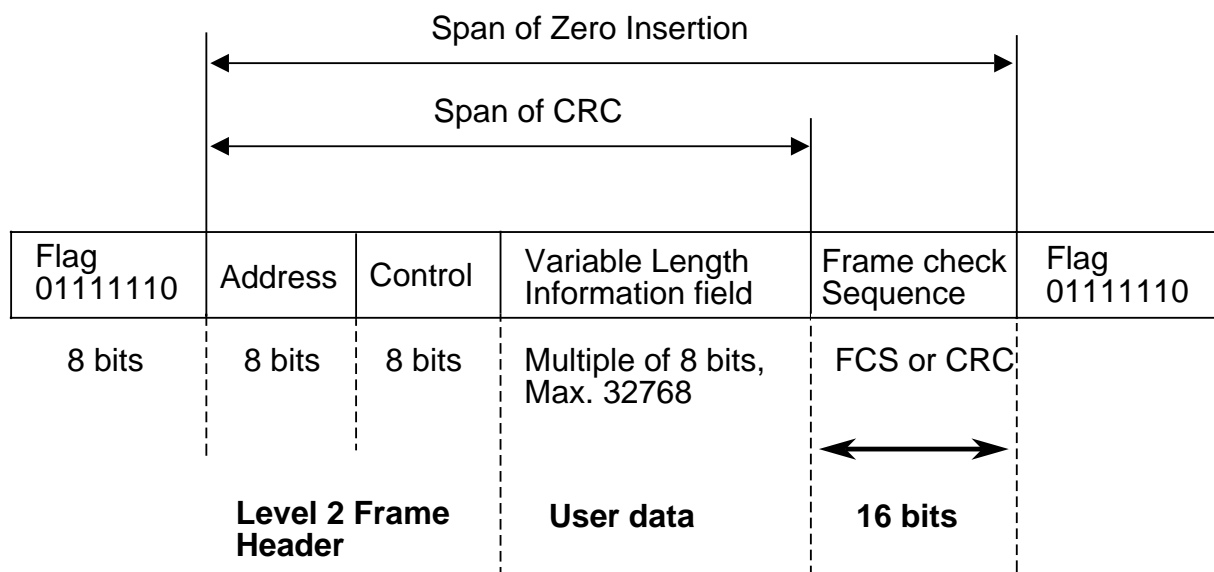 Span of Zero Insertion
Span of CRC
Flag
01111110
Address
Control
Variable Length
Information field
Frame check
Sequence
Flag
01111110
8 bits
8 bits
8 bits
Multiple of 8 bits,
Max. 32768
FCS or CRC
Level 2 Frame
Header
User data
16 bits